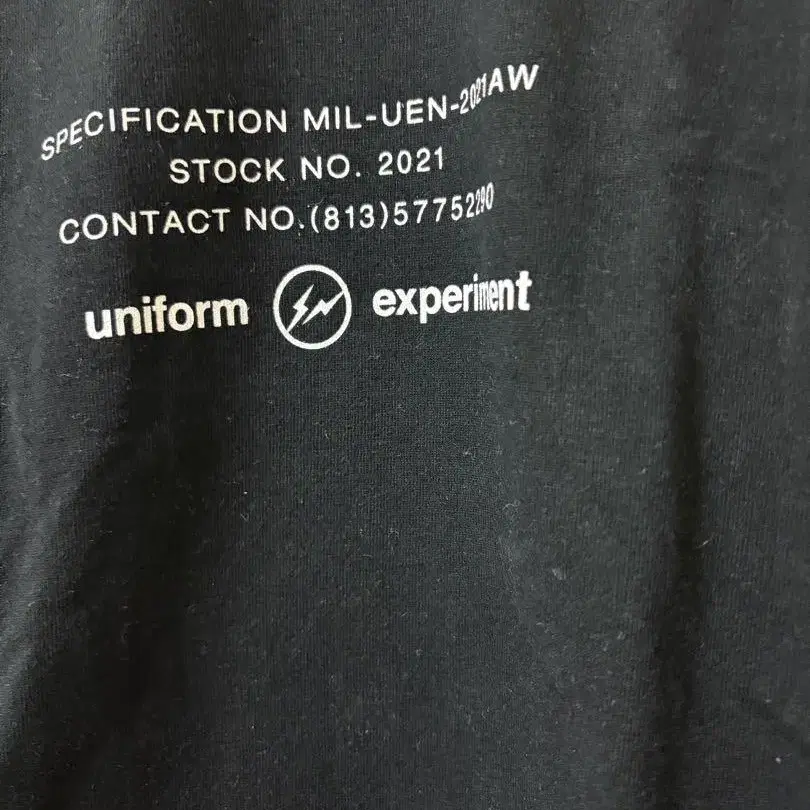 SPECIFICATION MIL-UEN-2021AW
STOCK NO. 2021
CONTACT NO.(813)57752290
uniform experiment